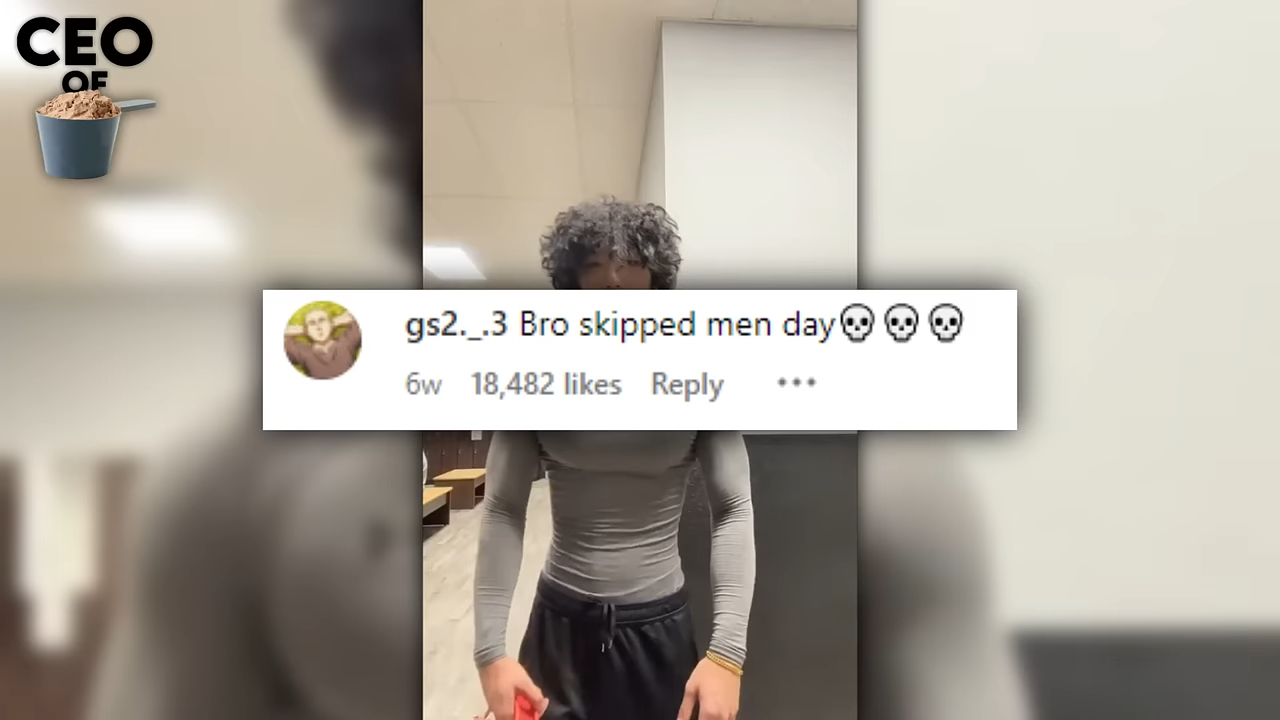 CEO
OF
gs2._.3 Bro skipped men day💀💀💀
6w 18,482 likes Reply •••